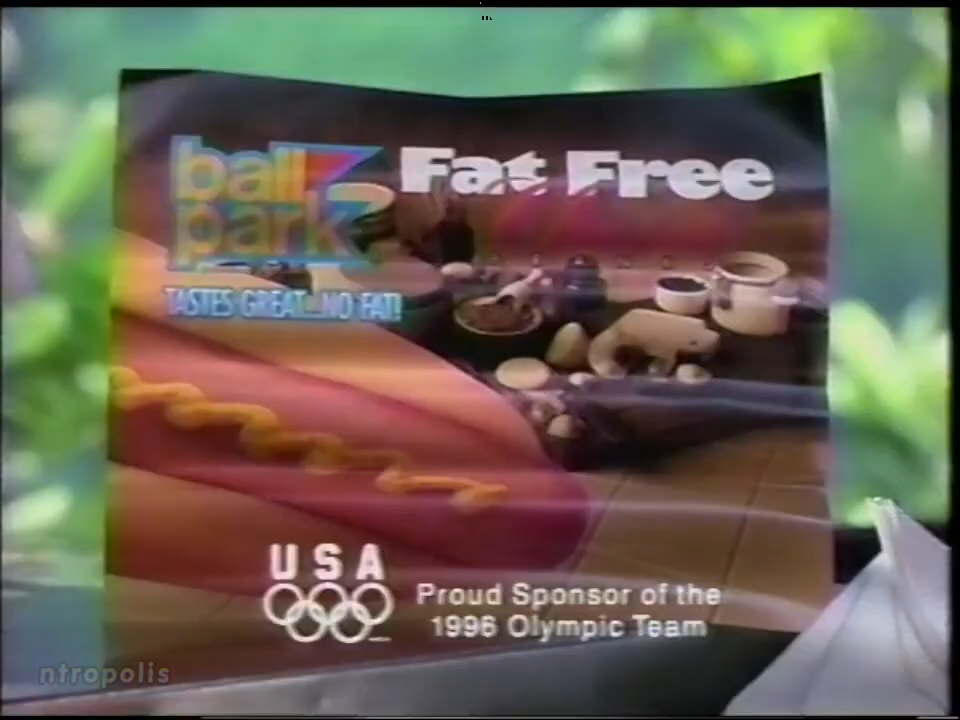 ball
park
Fat Free
TASTES GREAT...NO FAT!
USA
Proud Sponsor of the
1996 Olympic Team
ntropolis